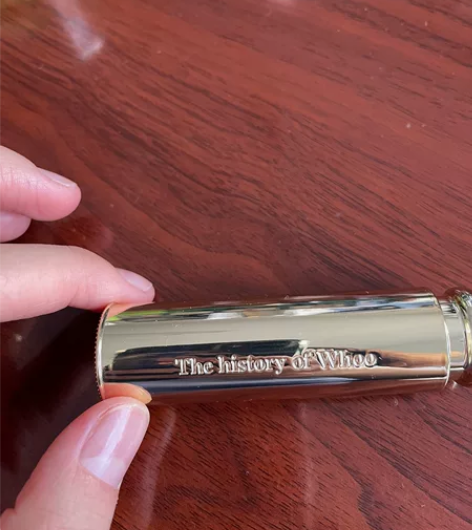 The history of Whoo